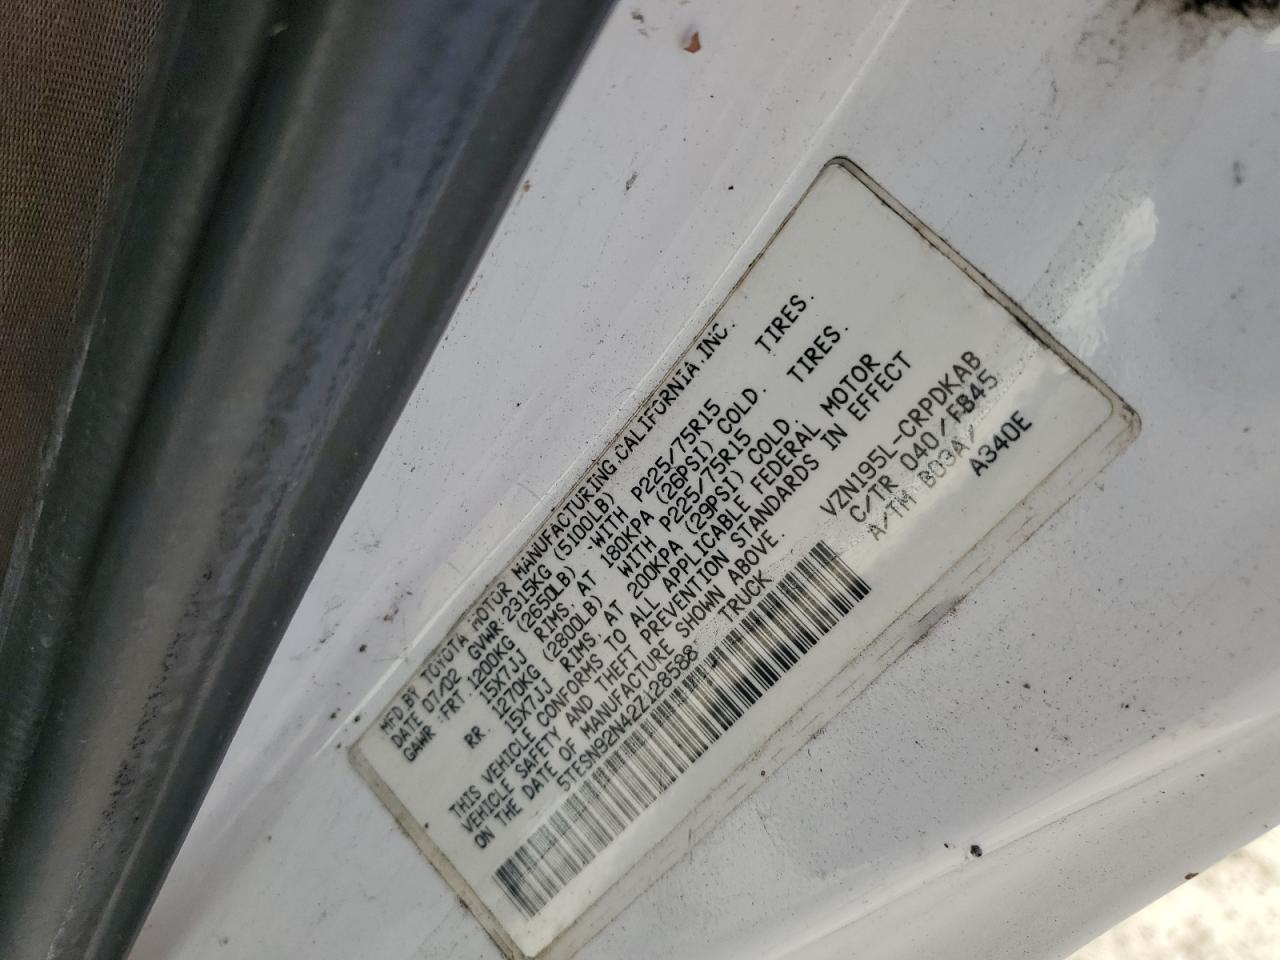 MFD.BY TOYOTA MOTOR MANUFACTURING.CALIFORNIA.INC.
DATE 07/02 GVWR 2315KG (5100LB)
GAWR :FRT. 1200KG (2650LB) -WITH P225/75R15 TIRES.
15X7JJ RIMS, AT 180KPA (26PSI) COLD.
RR. 1270KG (2800LB) WITH P225/75R15 TIRES.
15X7JJ RIMS, AT 200KPA (29PSI) COLD.
THIS VEHICLE CONFORMS TO ALL APPLICABLE FEDERAL MOTOR
VEHICLE SAFETY AND THEFT PREVENTION STANDARDS IN EFFECT
ON THE DATE OF MANUFACTURE SHOWN ABOVE.
5TESN92N42Z128588 TRUCK
VZN195L-CRPDKAB
C/TR 040/FB45
A/TM B03A/
A340E